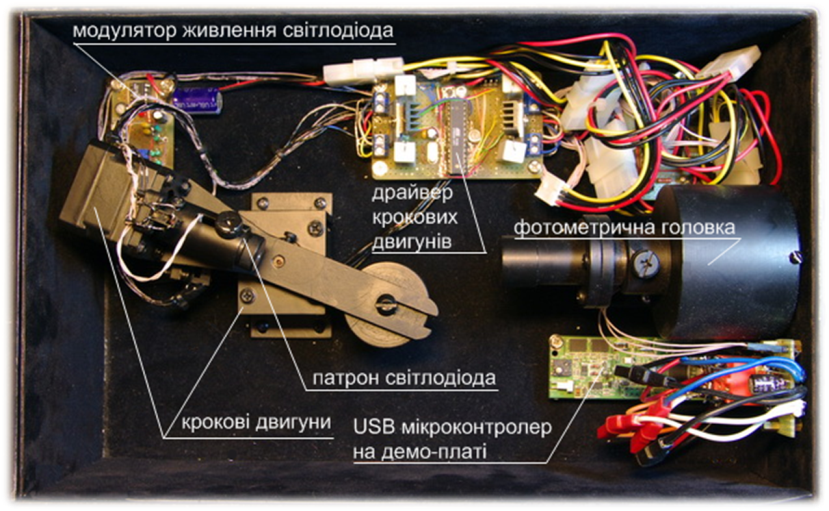 модулятор живлення світлодіода
драйвер
крокових
двигунів
фотометрична головка
патрон світлодіода
крокові двигуни
USB мікроконтролер
на демо-платі